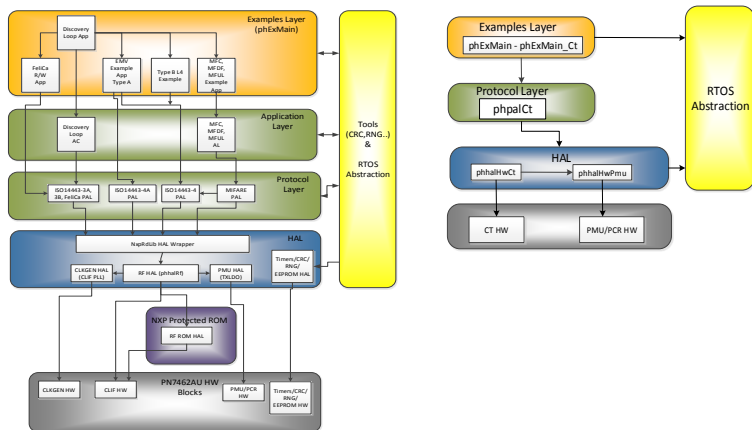 Examples Layer
(phExMain)
Discovery
Loop App
FeliCa
R/W
App
EMV
Example
App
Type A
Type B L4
Example
MFC,
MFDF,
MFUL
Example
App
Application
Layer
Discovery
Loop
AC
MFC,
MFDF,
MFUL
AL
Protocol
Layer
ISO14443-3A,
3B, FeliCa PAL
ISO14443-4A
PAL
ISO14443-4
PAL
MIFARE
PAL
HAL
NxpRdLib HAL Wrapper
CLKGEN HAL
(CLIF PLL)
RF HAL (phhalRf)
PMU HAL
(TXLDO)
Timers/CRC/
RNG/
EEPROM HAL
NXP Protected ROM
RF ROM HAL
PN7462AU HW
Blocks
CLKGEN HW
CLIF HW
PMU/PCR
HW
Timers/CRC/
RNG/
EEPROM HW
Tools
(CRC,RNG..)
&
RTOS
Abstraction
Examples Layer
phExMain - phExMain_Ct
Protocol Layer
phpalCt
HAL
phhalHwCt
phhalHwPmu
CT HW
PMU/PCR HW
RTOS
Abstraction